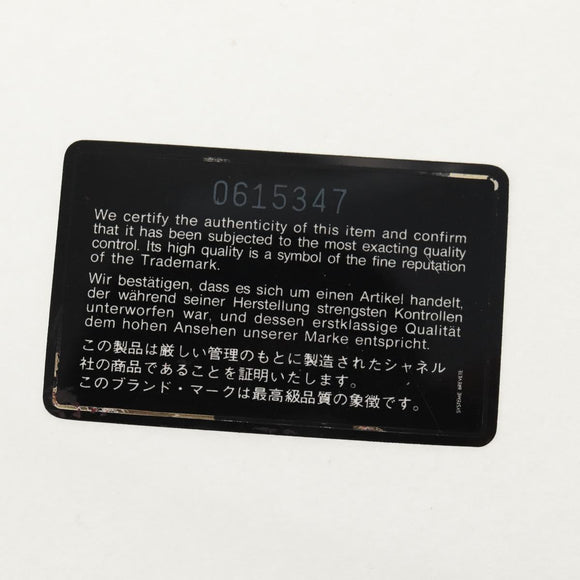 0615347
We certify the authenticity of this item and confirm
that it has been subjected to the most exacting quality
control. Its high quality is a symbol of the fine reputation
of the Trademark.
Wir bestätigen, dass es sich um einen Artikel handelt,
der während seiner Herstellung strengsten Kontrollen
unterworfen war, und dessen erstklassige Qualität
dem hohen Ansehen unserer Marke entspricht.
この製品は厳しい管理のもとに製造されたシャネル
社の商品であることを証明いたします。
このブランド・マークは最高級品質の象徴です。